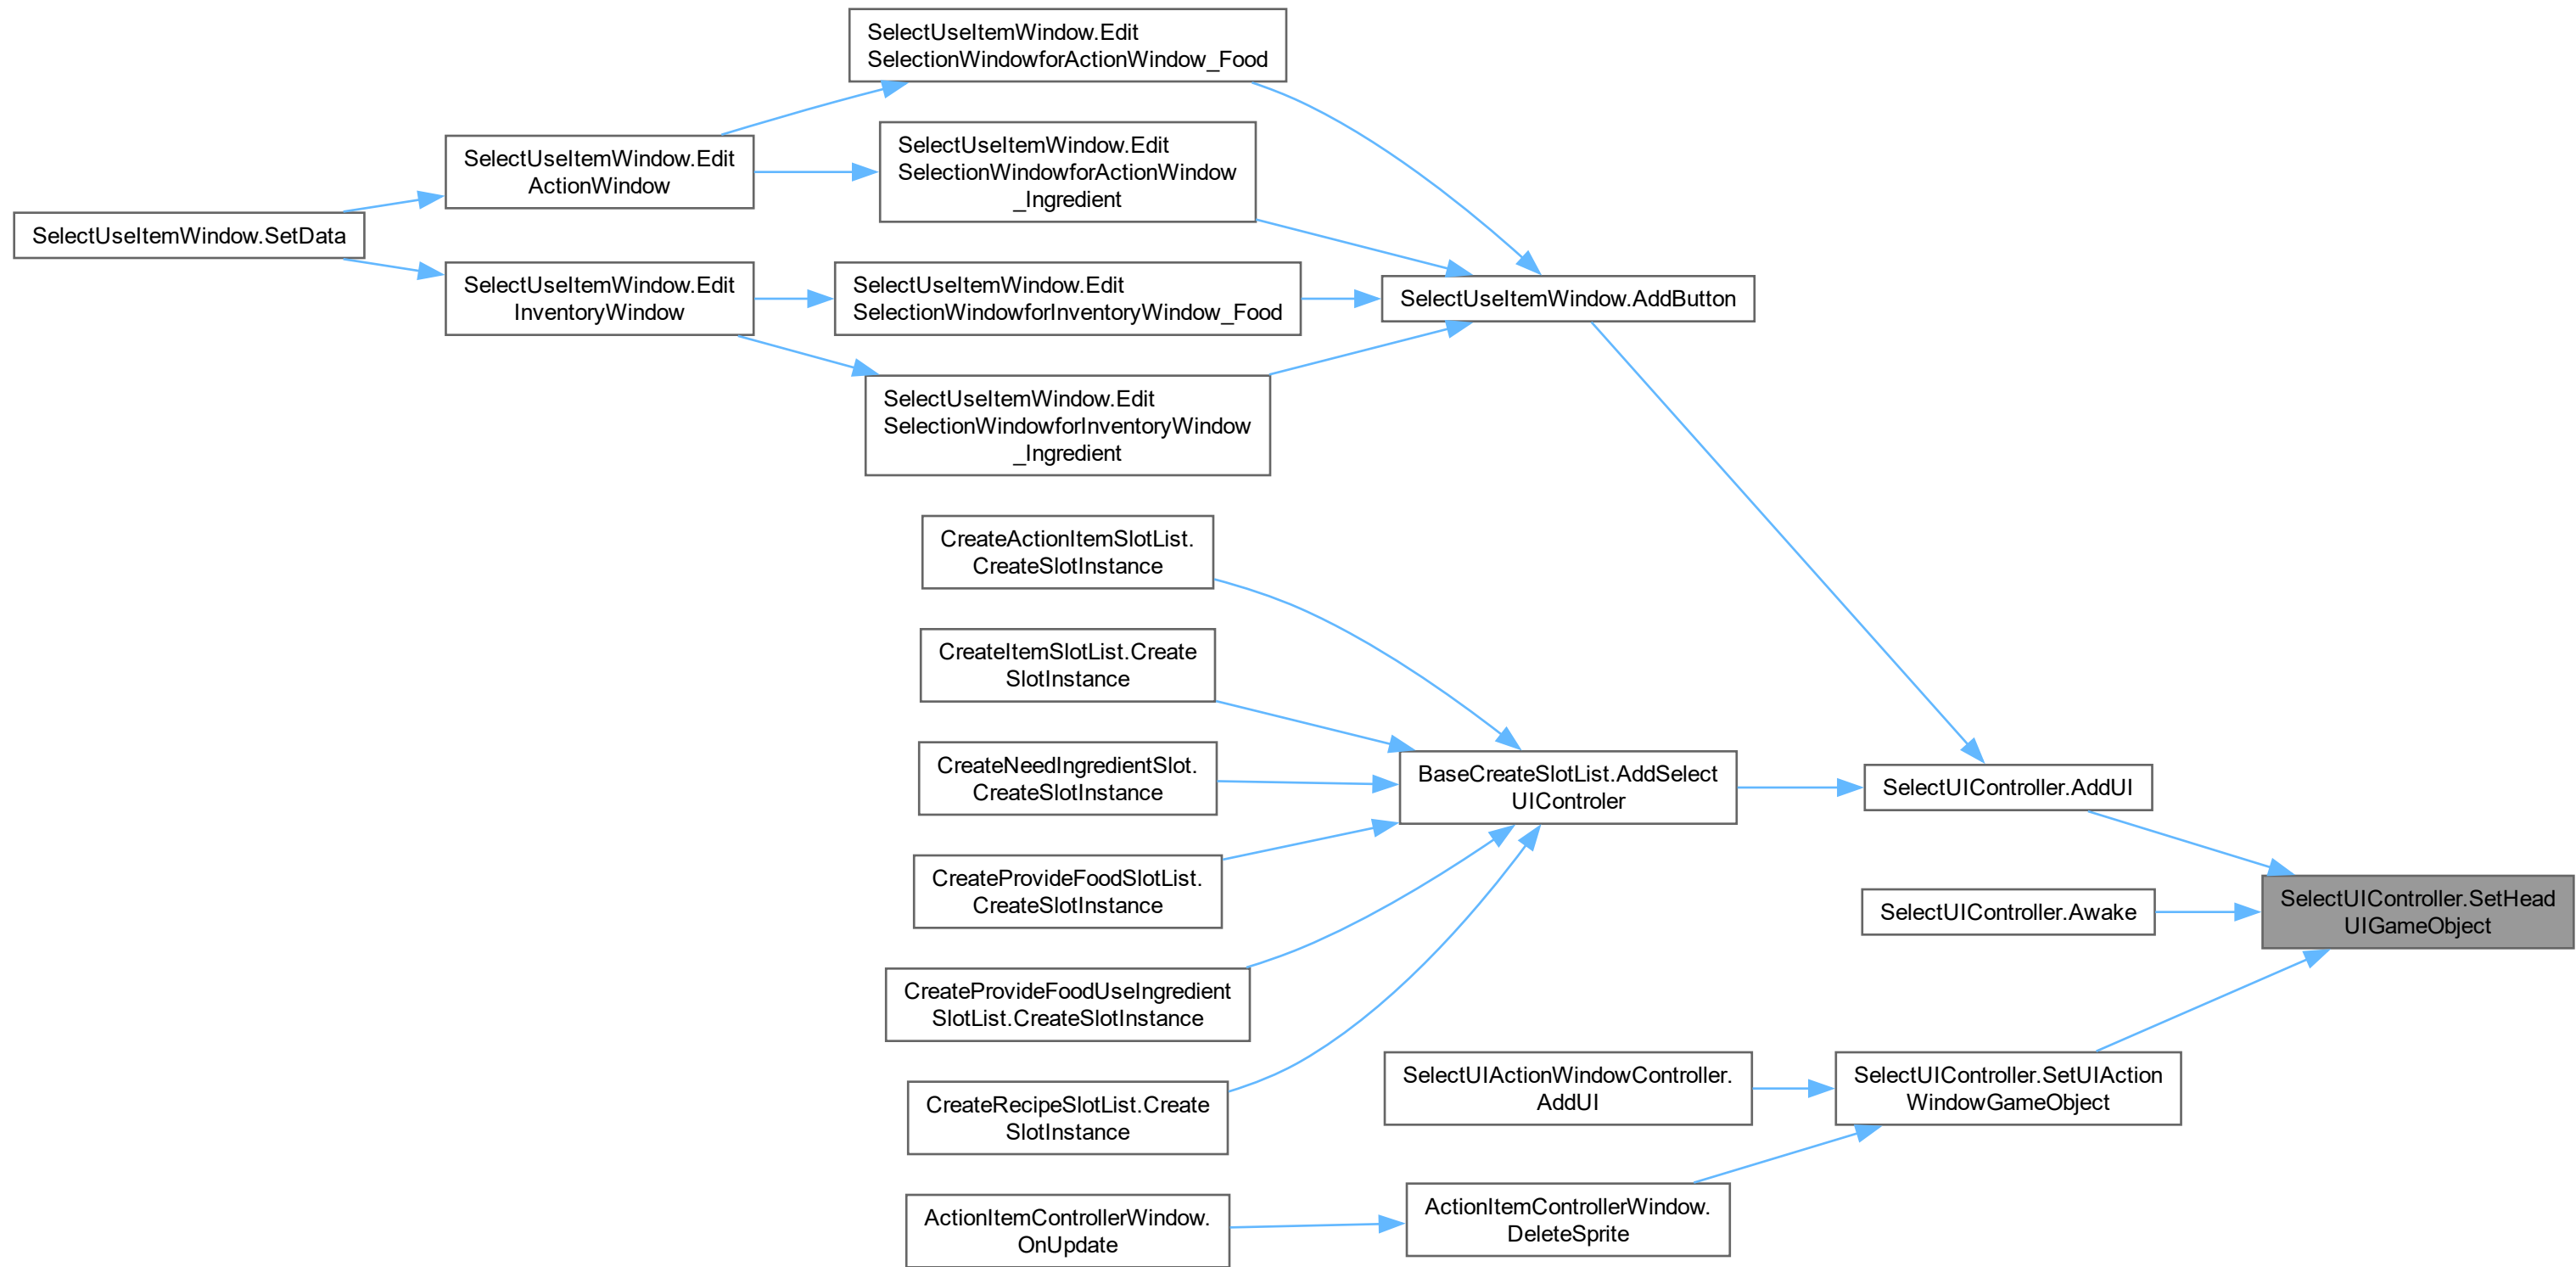 SelectUseItemWindow.Edit
SelectionWindowforActionWindow_Food
SelectUseItemWindow.Edit
ActionWindow
SelectUseItemWindow.Edit
SelectionWindowforActionWindow
_Ingredient
SelectUseItemWindow.SetData
SelectUseItemWindow.Edit
InventoryWindow
SelectUseItemWindow.Edit
SelectionWindowforInventoryWindow_Food
SelectUseItemWindow.AddButton
SelectUseItemWindow.Edit
SelectionWindowforInventoryWindow
_Ingredient
CreateActionItemSlotList.
CreateSlotInstance
CreateItemSlotList.Create
SlotInstance
CreateNeedIngredientSlot.
CreateSlotInstance
BaseCreateSlotList.AddSelect
UIControler
SelectUIController.AddUI
CreateProvideFoodSlotList.
CreateSlotInstance
SelectUIController.Awake
SelectUIController.SetHead
UIGameObject
CreateProvideFoodUseIngredient
SlotList.CreateSlotInstance
SelectUIActionWindowController.
AddUI
SelectUIController.SetUIAction
WindowGameObject
CreateRecipeSlotList.Create
SlotInstance
ActionItemControllerWindow.
OnUpdate
ActionItemControllerWindow.
DeleteSprite